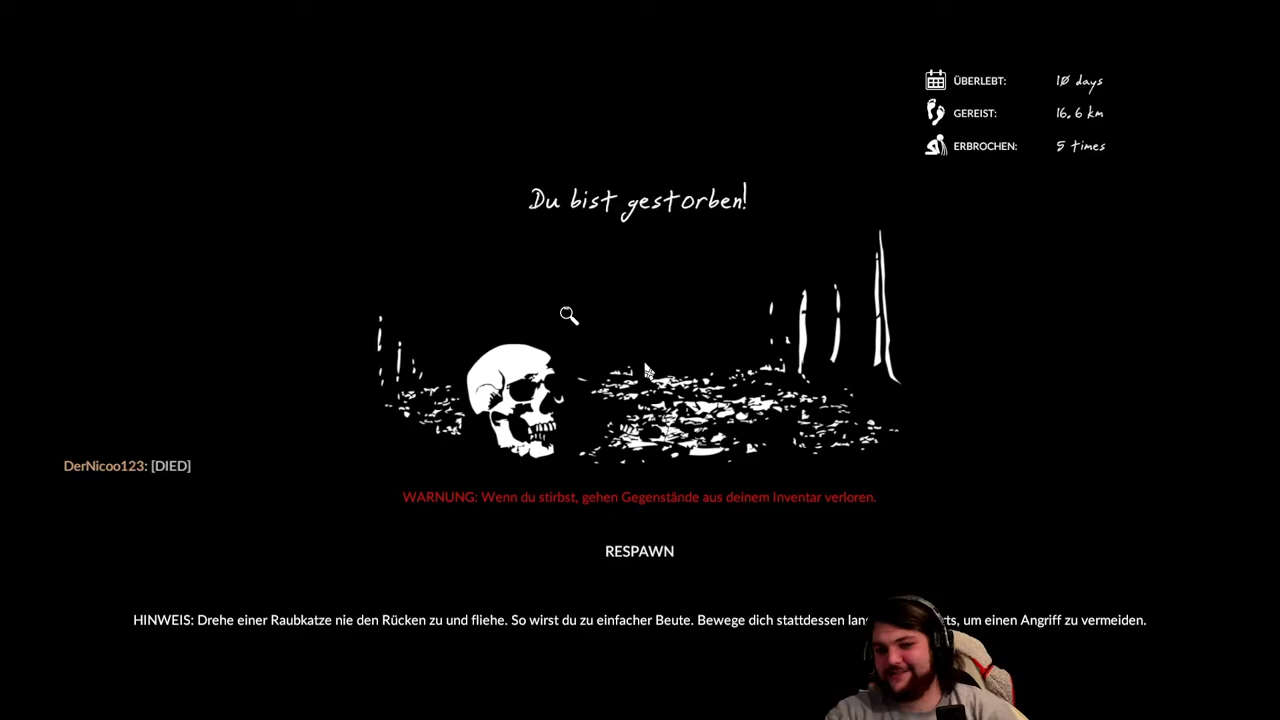 ÜBERLEBT: 10 days
GEREIST: 16.6 km
ERBROCHEN: 5 times
Du bist gestorben!
DerNicoo123: [DIED]
WARNUNG: Wenn du stirbst, gehen Gegenstände aus deinem Inventar verloren.
RESPAWN
HINWEIS: Drehe einer Raubkatze nie den Rücken zu und fliehe. So wirst du zu einfacher Beute. Bewege dich stattdessen um einen Angriff zu vermeiden.